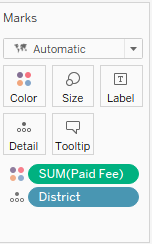 Marks
Automatic
Color Size Label
Detail Tooltip
SUM(Paid Fee)
District